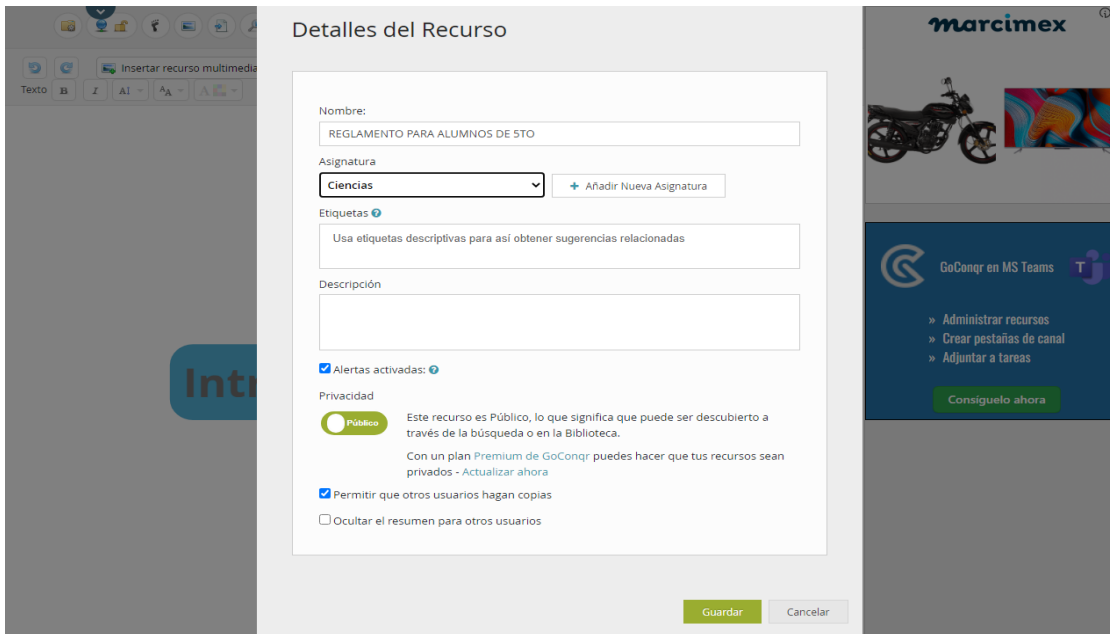 Detalles del Recurso
marcimex
Insertar recurso multimedia
Texto B I AI AA A
Nombre:
REGLAMENTO PARA ALUMNOS DE 5TO
Asignatura
Ciencias
+ Añadir Nueva Asignatura
Etiquetas ?
Usa etiquetas descriptivas para así obtener sugerencias relacionadas
Descripción
Intr
Alertas activadas: ?
Privacidad
Público
Este recurso es Público, lo que significa que puede ser descubierto a
través de la búsqueda o en la Biblioteca.
Con un plan Premium de GoConqr puedes hacer que tus recursos sean
privados - Actualizar ahora
Permitir que otros usuarios hagan copias
Ocultar el resumen para otros usuarios
Guardar
Cancelar
GoConqr en MS Teams
T
» Administrar recursos
» Crear pestañas de canal
» Adjuntar a tareas
Consíguelo ahora